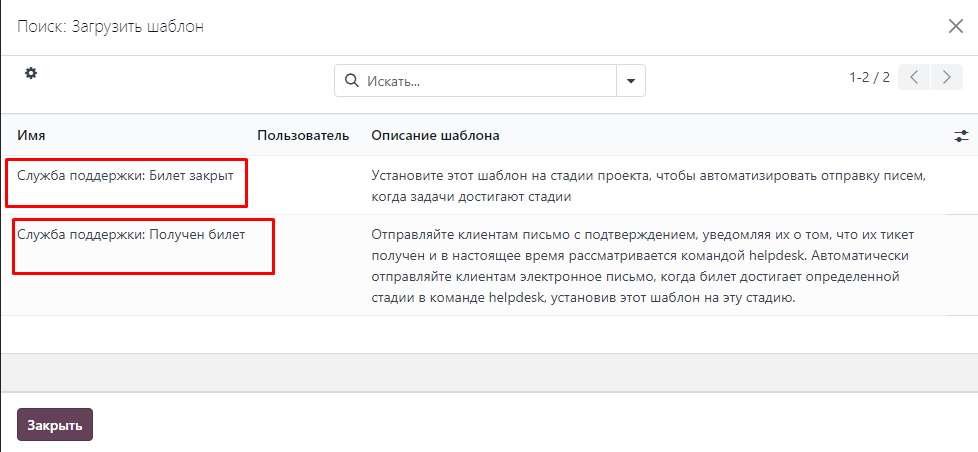 Поиск: Загрузить шаблон
Искать...
1-2 / 2
Имя Пользователь Описание шаблона
Служба поддержки: Билет закрыт
Установите этот шаблон на стадии проекта, чтобы автоматизировать отправку писем,
когда задачи достигают стадии
Служба поддержки: Получен билет
Отправляйте клиентам письмо с подтверждением, уведомляя их о том, что их тикет
получен и в настоящее время рассматривается командой helpdesk. Автоматически
отправляйте клиентам электронное письмо, когда билет достигает определенной
стадии в команде helpdesk, установив этот шаблон на эту стадию.
Закрыть